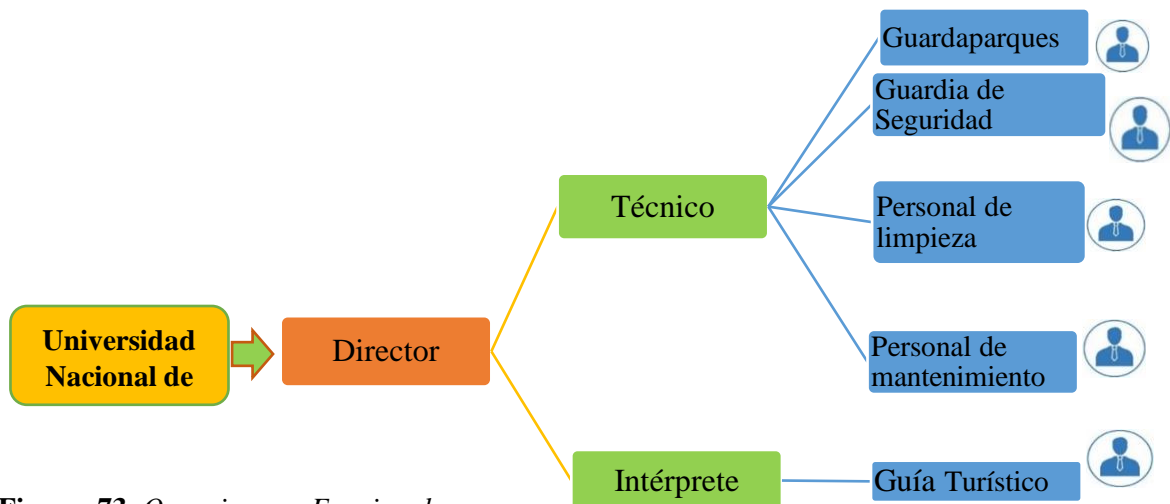 Guardaparques
Guardia de
Seguridad
Técnico
Personal de
limpieza
Universidad
Nacional de
Director
Personal de
mantenimiento
Intérprete
Guía Turístico